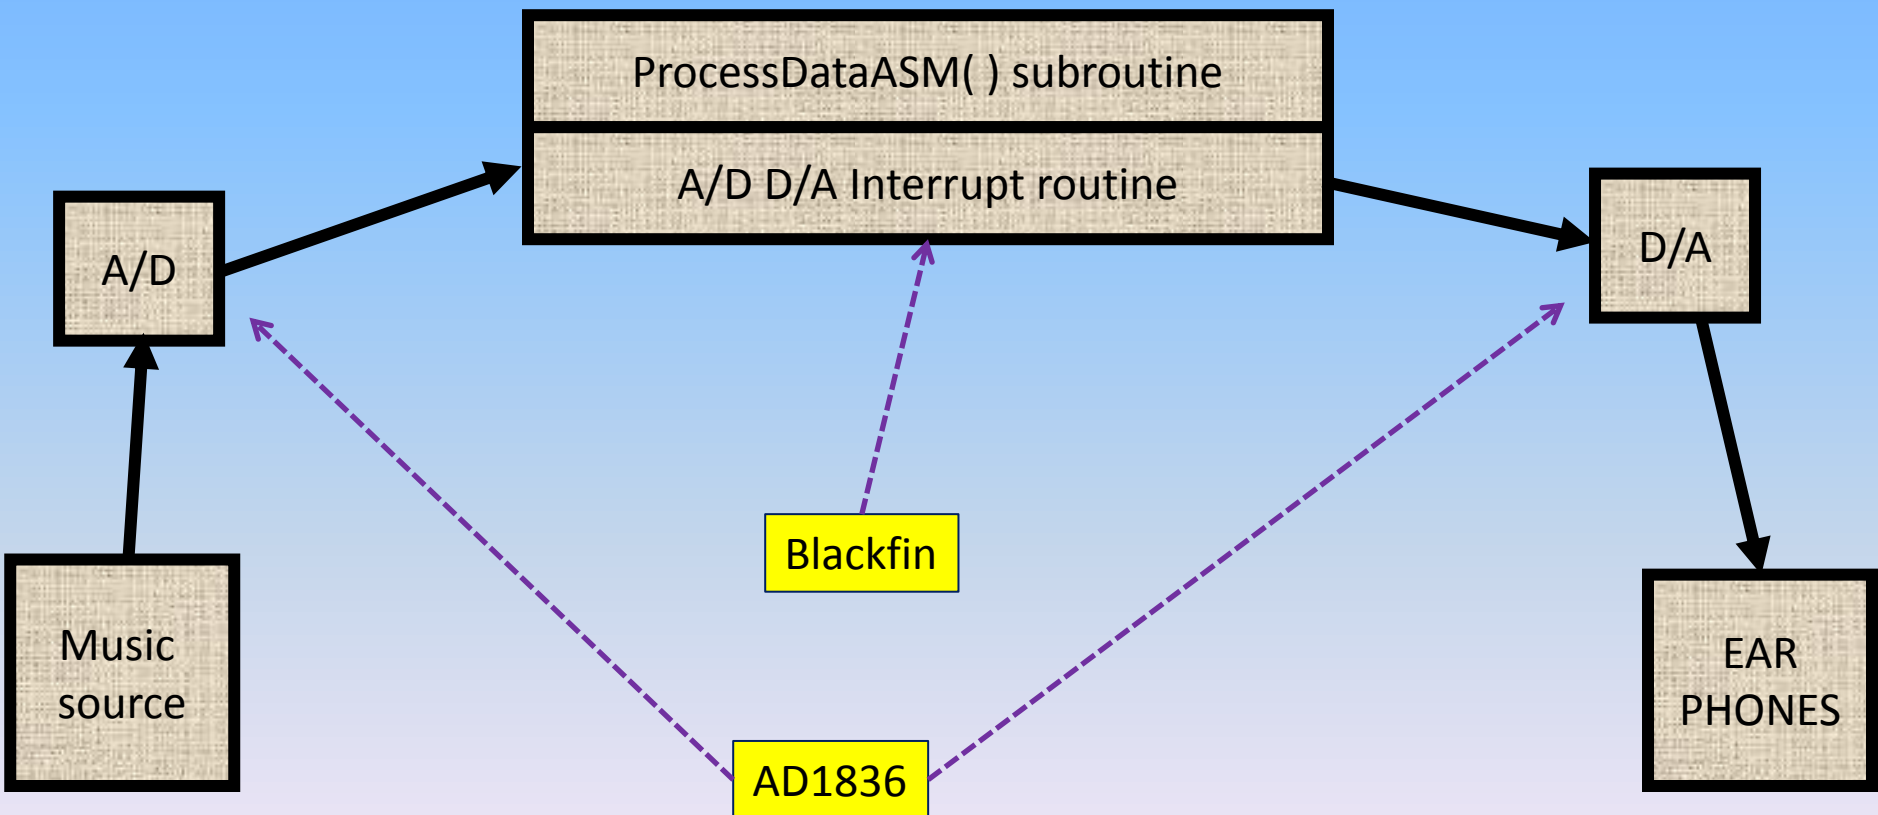 ProcessDataASM( ) subroutine
A/D D/A Interrupt routine
A/D
D/A
Blackfin
Music
source
EAR
PHONES
AD1836